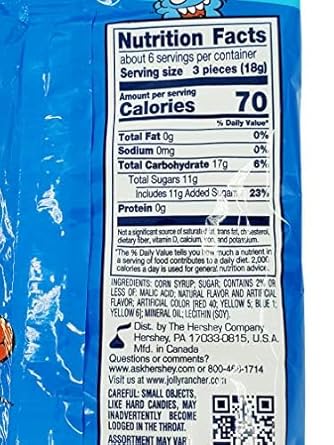 Nutrition Facts
about 6 servings per container
Serving size 3 pieces (18g)
Amount per serving
Calories 70
% Daily Value*
Total Fat 0g 0%
Sodium 0mg 0%
Total Carbohydrate 17g 6%
Total Sugars 11g
Includes 11g Added Sugars 23%
Protein 0g
Not a significant source of saturated fat, trans fat, cholesterol,
dietary fiber, vitamin D, calcium, iron, and potassium.
*The % Daily Value tells you how much a nutrient in
a serving of food contributes to a daily diet. 2,000
calories a day is used for general nutrition advice.
INGREDIENTS: CORN SYRUP; SUGAR; CONTAINS 2%
OR LESS OF: MALIC ACID; NATURAL FLAVOR AND ARTIFICIAL
FLAVOR; ARTIFICIAL COLOR (RED 40; YELLOW 5; BLUE 1;
YELLOW 6); MINERAL OIL; LECITHIN (SOY).
Dist. by The Hershey Company
Hershey, PA 17033-0815, U.S.A.
Mfd. in Canada
Questions or comments?
www.askhershey.com or 800-468-1714
Visit us at www.jollyrancher.com
CAREFUL: SMALL OBJECTS,
LIKE HARD CANDIES, MAY
INADVERTENTLY BECOME
LODGED IN THE THROAT.
ASSORTMENT MAY VARY